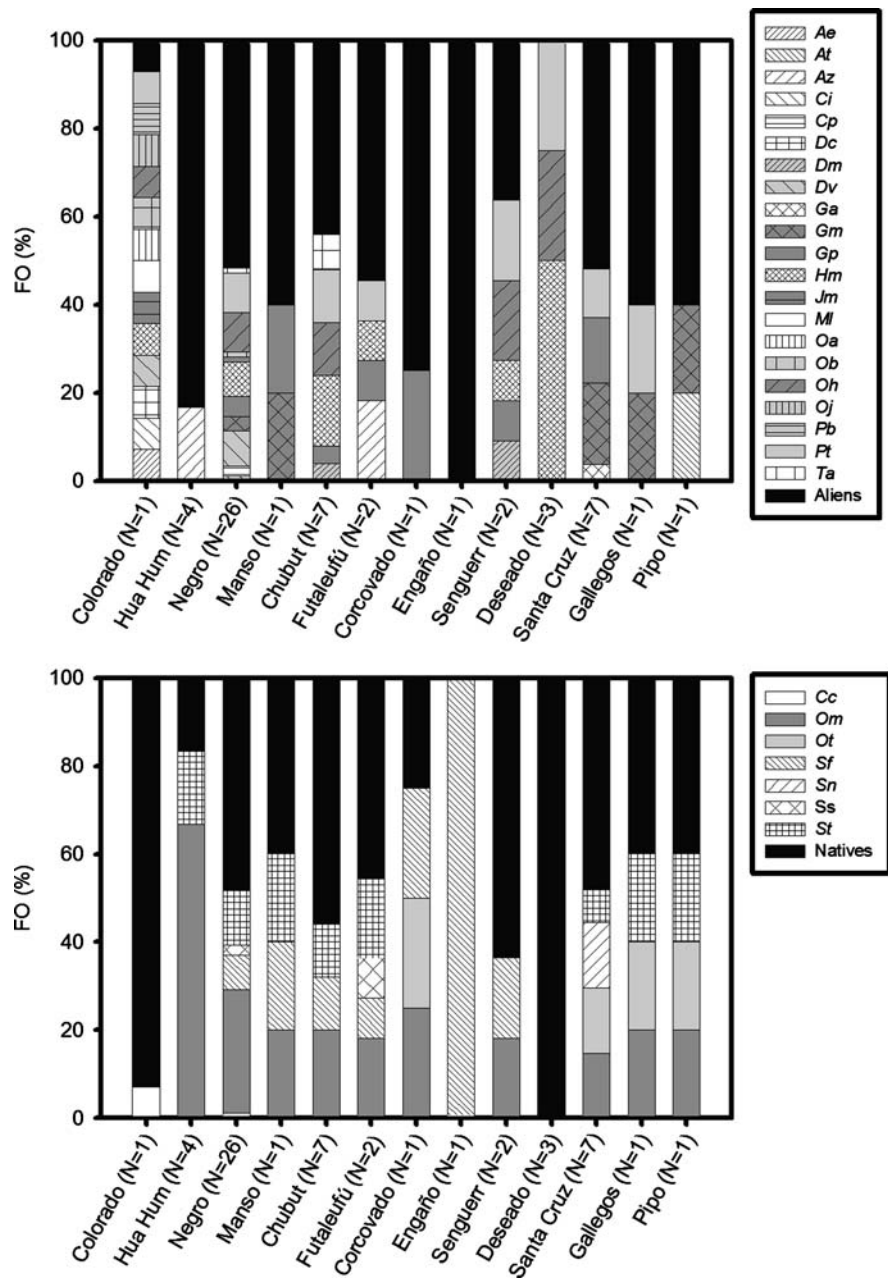 100
80
60
40
20
0
FO (%)
Colorado (N=1)
Hua Hum (N=4)
Negro (N=26)
Manso (N=1)
Chubut (N=7)
Futaleufú (N=2)
Corcovado (N=1)
Engaño (N=1)
Senguerr (N=2)
Deseado (N=3)
Santa Cruz (N=7)
Gallegos (N=1)
Pipo (N=1)
Ae
At
Az
Ci
Cp
Dc
Dm
Dv
Ga
Gm
Gp
Hm
Jm
Ml
Oa
Ob
Oh
Oj
Pb
Pt
Ta
Aliens
100
80
60
40
20
0
FO (%)
Colorado (N=1)
Hua Hum (N=4)
Negro (N=26)
Manso (N=1)
Chubut (N=7)
Futaleufú (N=2)
Corcovado (N=1)
Engaño (N=1)
Senguerr (N=2)
Deseado (N=3)
Santa Cruz (N=7)
Gallegos (N=1)
Pipo (N=1)
Cc
Om
Ot
Sf
Sn
Ss
St
Natives